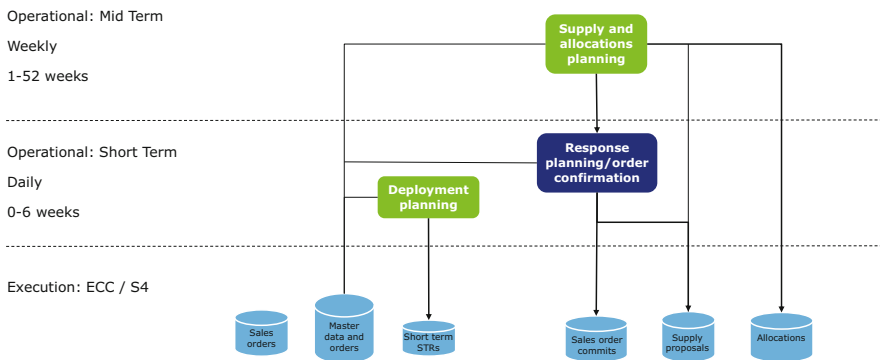 Operational: Mid Term
Weekly
1-52 weeks
Supply and
allocations
planning
Operational: Short Term
Daily
0-6 weeks
Response
planning/order
confirmation
Deployment
planning
Execution: ECC / S4
Sales
orders
Master
data and
orders
Short term
STRs
Sales order
commits
Supply
proposals
Allocations